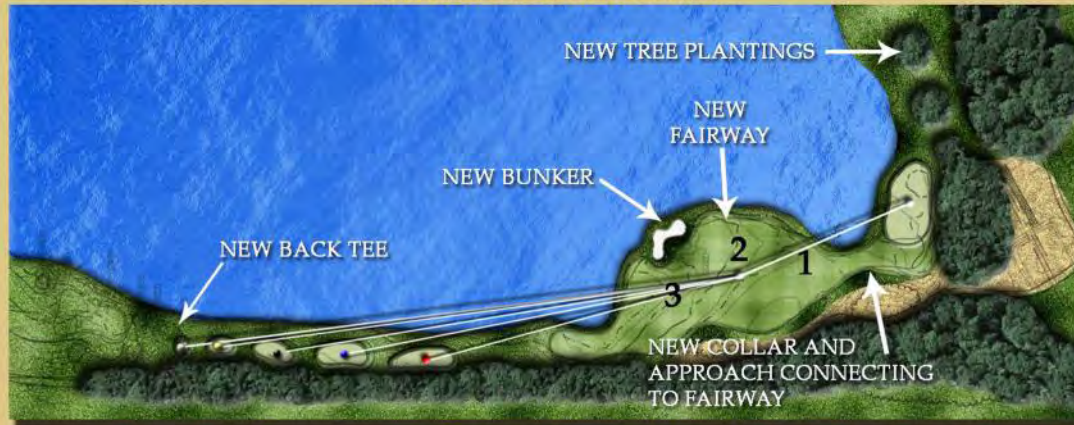 NEW TREE PLANTINGS
NEW
FAIRWAY
NEW BUNKER
NEW BACK TEE
2
1
3
NEW COLLAR AND
APPROACH CONNECTING
TO FAIRWAY